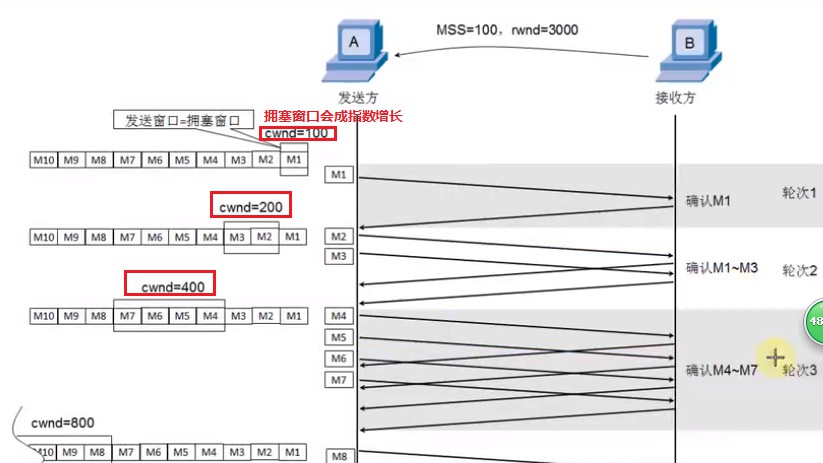 A
MSS=100，rwnd=3000
B
发送方
接收方
发送窗口=拥塞窗口
拥塞窗口会成指数增长
cwnd=100
M10 M9 M8 M7 M6 M5 M4 M3 M2 M1
M1
确认M1
轮次1
cwnd=200
M10 M9 M8 M7 M6 M5 M4 M3 M2 M1
M2
M3
确认M1~M3
轮次2
cwnd=400
M10 M9 M8 M7 M6 M5 M4 M3 M2 M1
M4
M5
M6
M7
确认M4~M7
轮次3
48
cwnd=800
M10 M9 M8 M7 M6 M5 M4 M3 M2 M1
M8